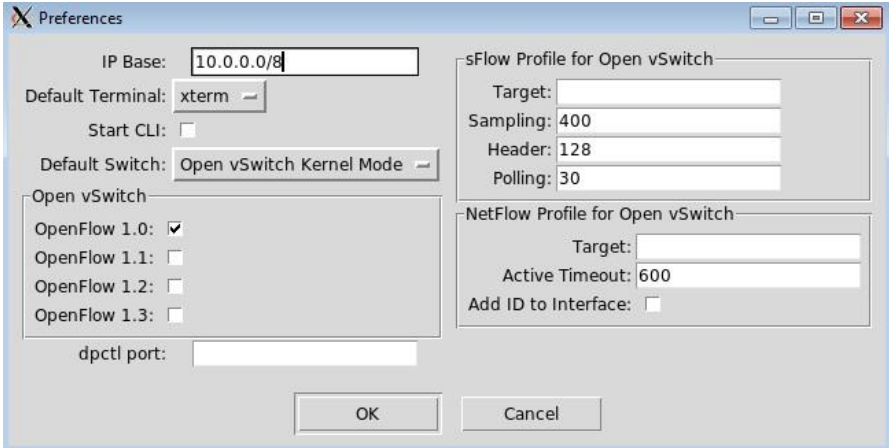 Preferences
IP Base: 10.0.0.0/8
Default Terminal: xterm
Start CLI:
Default Switch: Open vSwitch Kernel Mode
Open vSwitch
OpenFlow 1.0:
OpenFlow 1.1:
OpenFlow 1.2:
OpenFlow 1.3:
dpctl port:
sFlow Profile for Open vSwitch
Target:
Sampling: 400
Header: 128
Polling: 30
NetFlow Profile for Open vSwitch
Target:
Active Timeout: 600
Add ID to Interface:
OK
Cancel